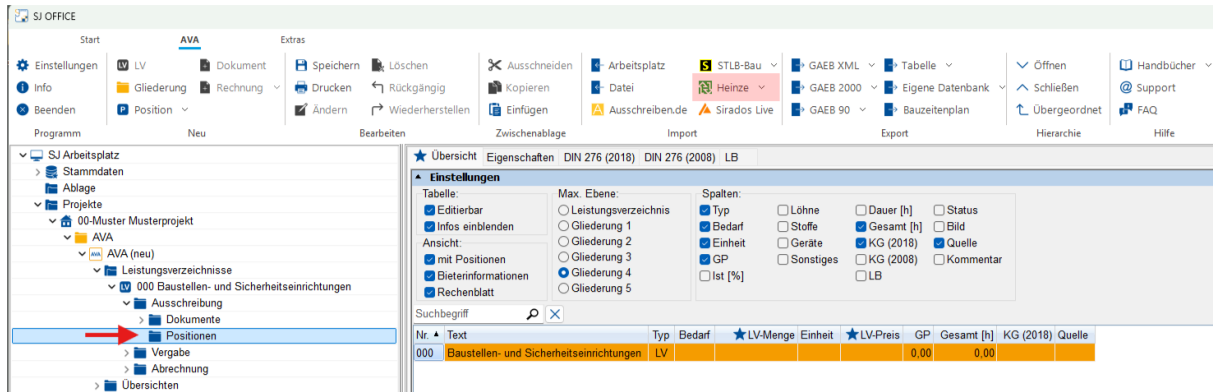 SJ OFFICE
Start AVA Extras
Einstellungen LV Dokument Speichern Löschen Ausschneiden Arbeitsplatz STLB-Bau GAEB XML Tabelle Öffnen Handbücher
Info Gliederung Rechnung Drucken Rückgängig Kopieren Datei Heinze GAEB 2000 Eigene Datenbank Schließen Support
Beenden Position Ändern Wiederherstellen Einfügen Ausschreiben.de Sirados Live GAEB 90 Bauzeitenplan Übergeordnet FAQ
Programm Neu Bearbeiten Zwischenablage Import Export Hierarchie Hilfe
SJ Arbeitsplatz
Stammdaten
Ablage
Projekte
00-Muster Musterprojekt
AVA
AVA (neu)
Leistungsverzeichnisse
000 Baustellen- und Sicherheitseinrichtungen
Ausschreibung
Dokumente
Positionen
Vergabe
Abrechnung
Übersichten
Übersicht Eigenschaften DIN 276 (2018) DIN 276 (2008) LB
Einstellungen
Tabelle: Max. Ebene: Spalten:
Editierbar Leistungsverzeichnis Typ Löhne Dauer [h] Status
Infos einblenden Gliederung 1 Bedarf Stoffe Gesamt [h] Bild
Ansicht: Gliederung 2 Einheit Geräte KG (2018) Quelle
mit Positionen Gliederung 3 GP Sonstiges KG (2008) Kommentar
Bieterinformationen Gliederung 4 Ist [%] LB
Rechenblatt Gliederung 5
Suchbegriff
Nr. Text Typ Bedarf LV-Menge Einheit LV-Preis GP Gesamt [h] KG (2018) Quelle
000 Baustellen- und Sicherheitseinrichtungen LV 0,00 0,00